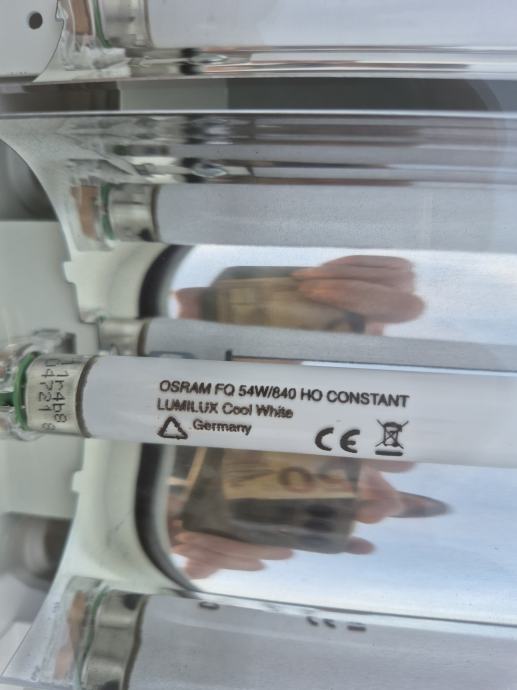 OSRAM FQ 54W/840 HO CONSTANT
LUMILUX Cool White
Germany
CE